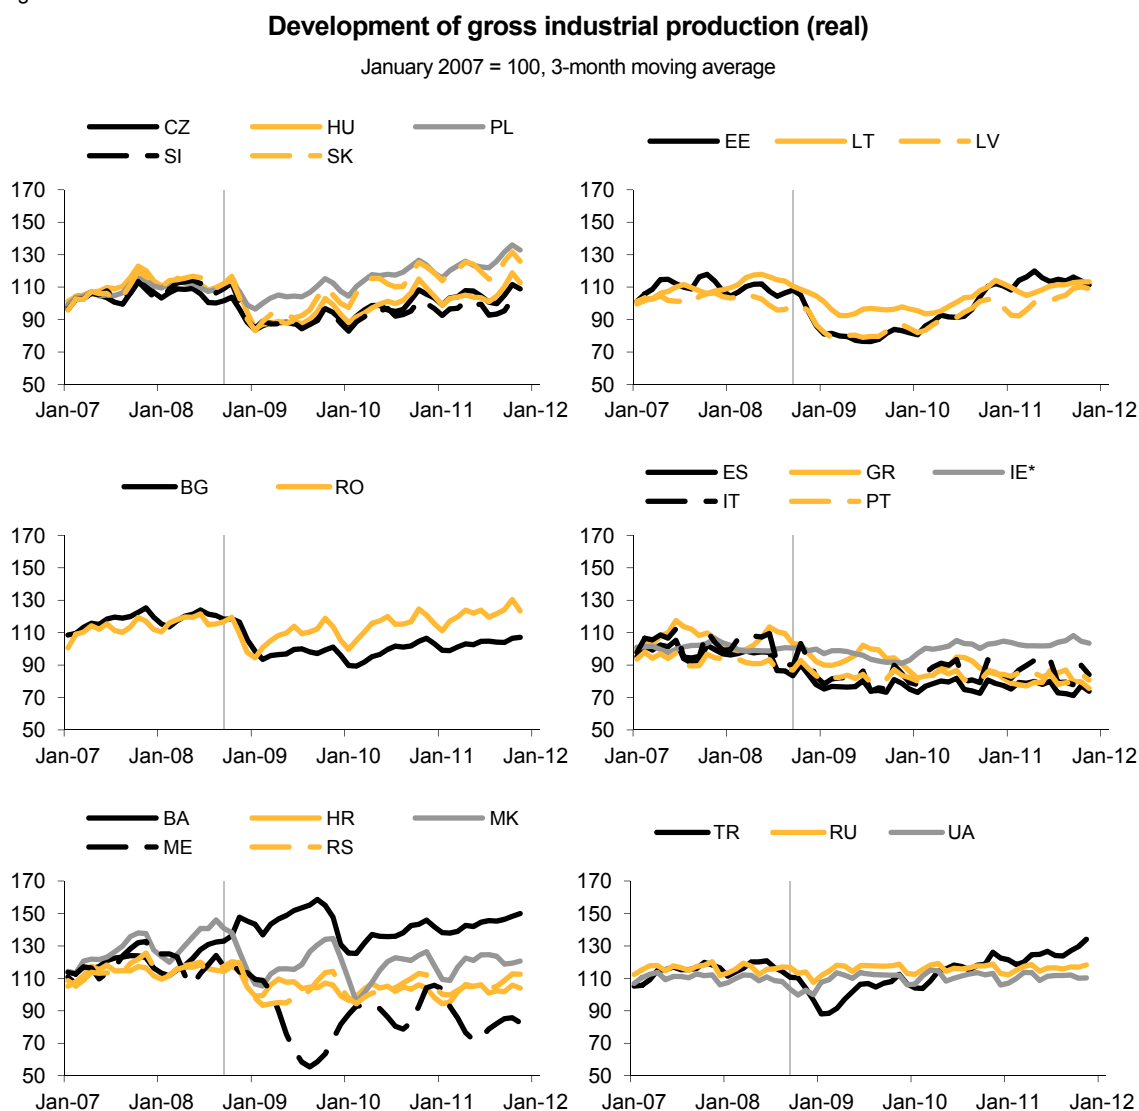 Development of gross industrial production (real)
January 2007 = 100, 3-month moving average
CZ HU PL
SI SK
170
150
130
110
90
70
50
Jan-07 Jan-08 Jan-09 Jan-10 Jan-11 Jan-12
EE LT LV
170
150
130
110
90
70
50
Jan-07 Jan-08 Jan-09 Jan-10 Jan-11 Jan-12
BG RO
170
150
130
110
90
70
50
Jan-07 Jan-08 Jan-09 Jan-10 Jan-11 Jan-12
ES GR IE*
IT PT
170
150
130
110
90
70
50
Jan-07 Jan-08 Jan-09 Jan-10 Jan-11 Jan-12
BA HR MK
ME RS
170
150
130
110
90
70
50
Jan-07 Jan-08 Jan-09 Jan-10 Jan-11 Jan-12
TR RU UA
170
150
130
110
90
70
50
Jan-07 Jan-08 Jan-09 Jan-10 Jan-11 Jan-12